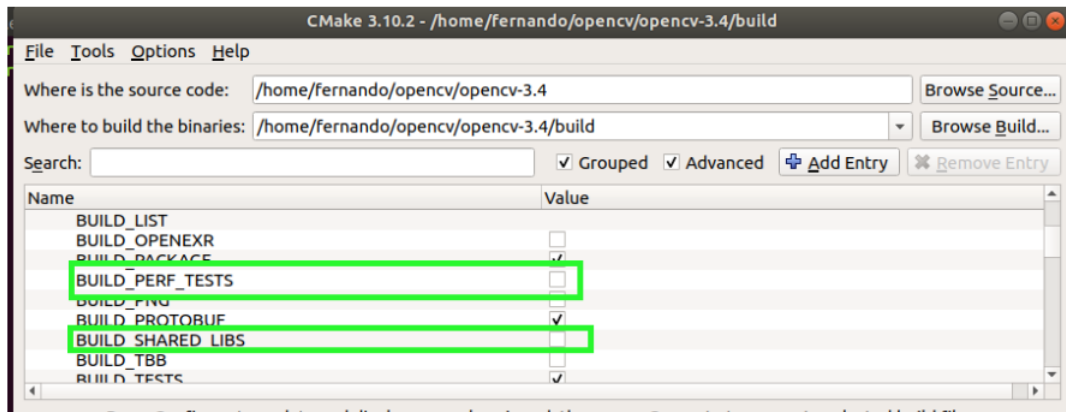 CMake 3.10.2 - /home/fernando/opencv/opencv-3.4/build
File Tools Options Help
Where is the source code: /home/fernando/opencv/opencv-3.4 Browse Source...
Where to build the binaries: /home/fernando/opencv/opencv-3.4/build Browse Build...
Search: Grouped Advanced Add Entry Remove Entry
Name Value
BUILD_LIST
BUILD_OPENEXR
BUILD_PACKAGE
BUILD_PERF_TESTS
BUILD_PNG
BUILD_PROTOBUF
BUILD_SHARED_LIBS
BUILD_TBB
BUILD_TESTS